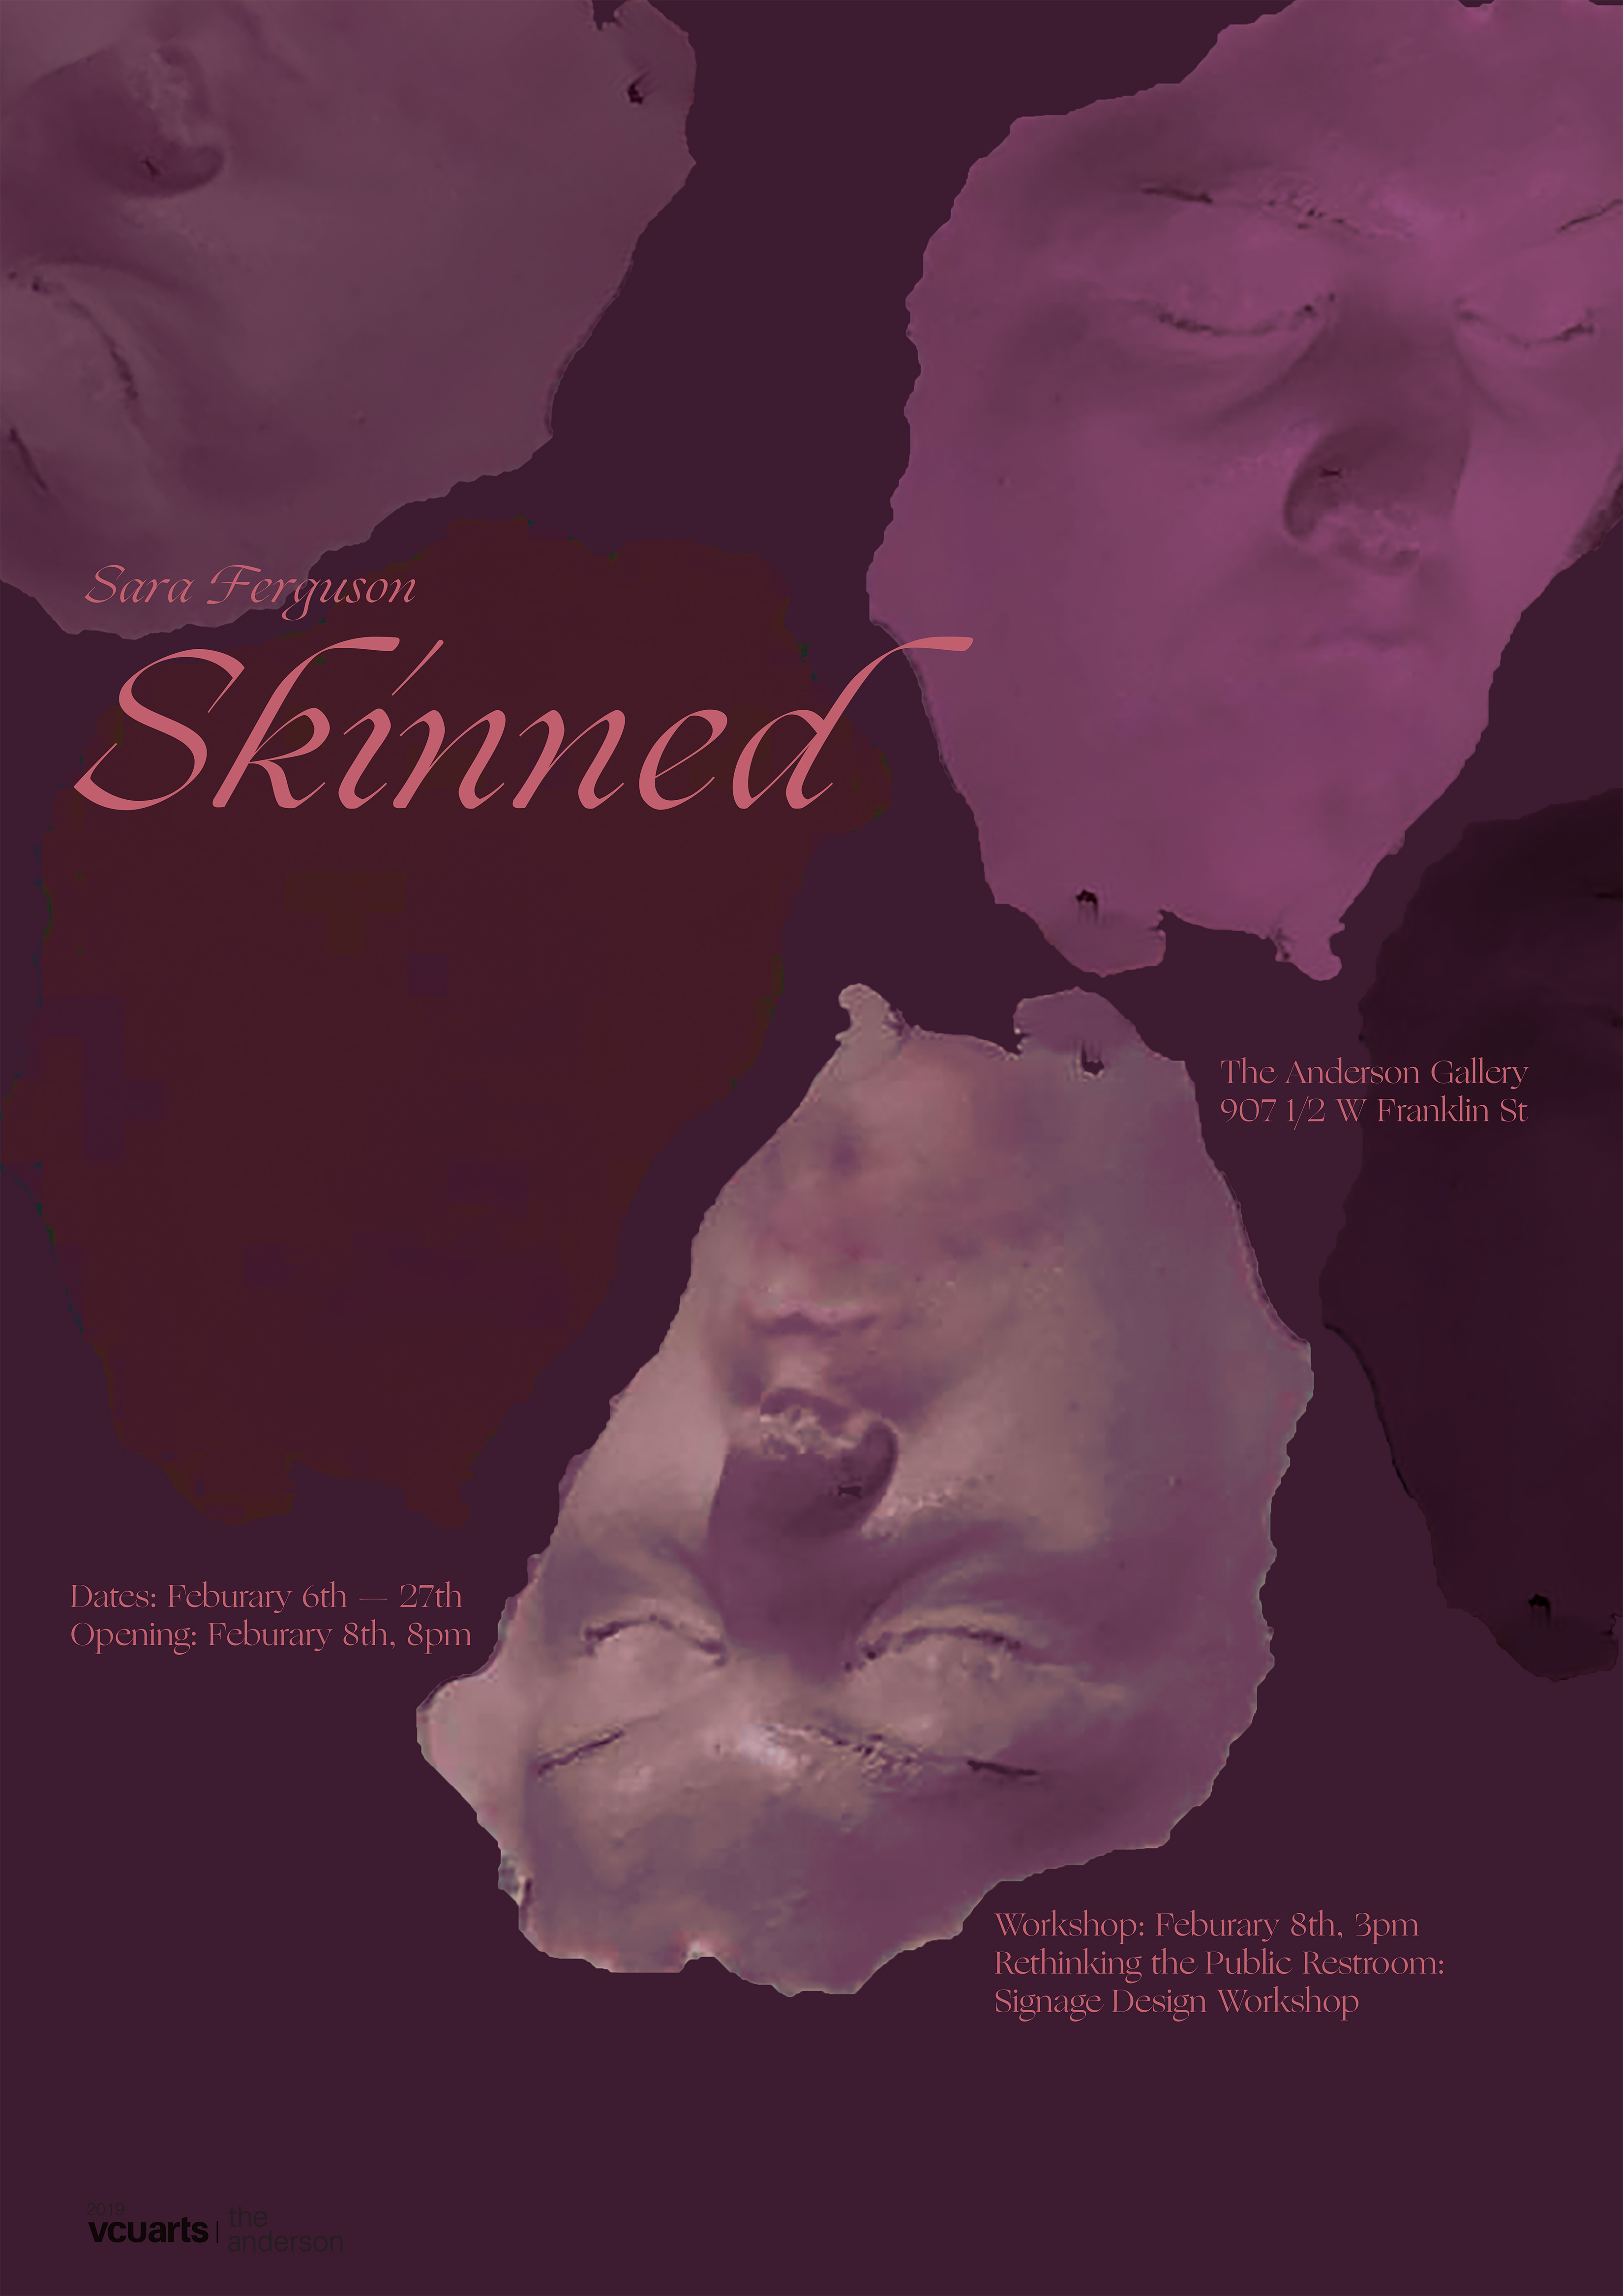 Sara Ferguson
Skinned
The Anderson Gallery
907 1/2 W Franklin St
Dates: Feburary 6th — 27th
Opening: Feburary 8th, 8pm
Workshop: Feburary 8th, 3pm
Rethinking the Public Restroom:
Signage Design Workshop
2019
vcuarts | the
anderson